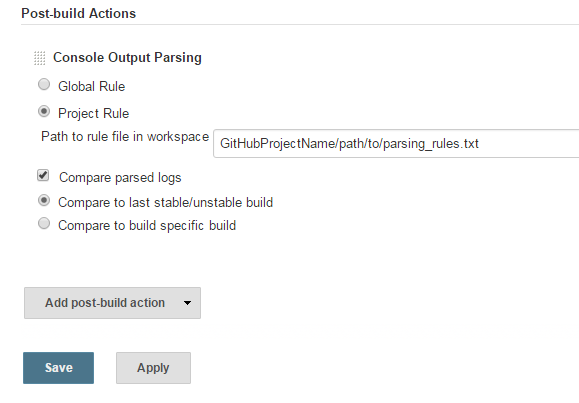 Post-build Actions
Console Output Parsing
Global Rule
Project Rule
Path to rule file in workspace GitHubProjectName/path/to/parsing_rules.txt
Compare parsed logs
Compare to last stable/unstable build
Compare to build specific build
Add post-build action
Save Apply